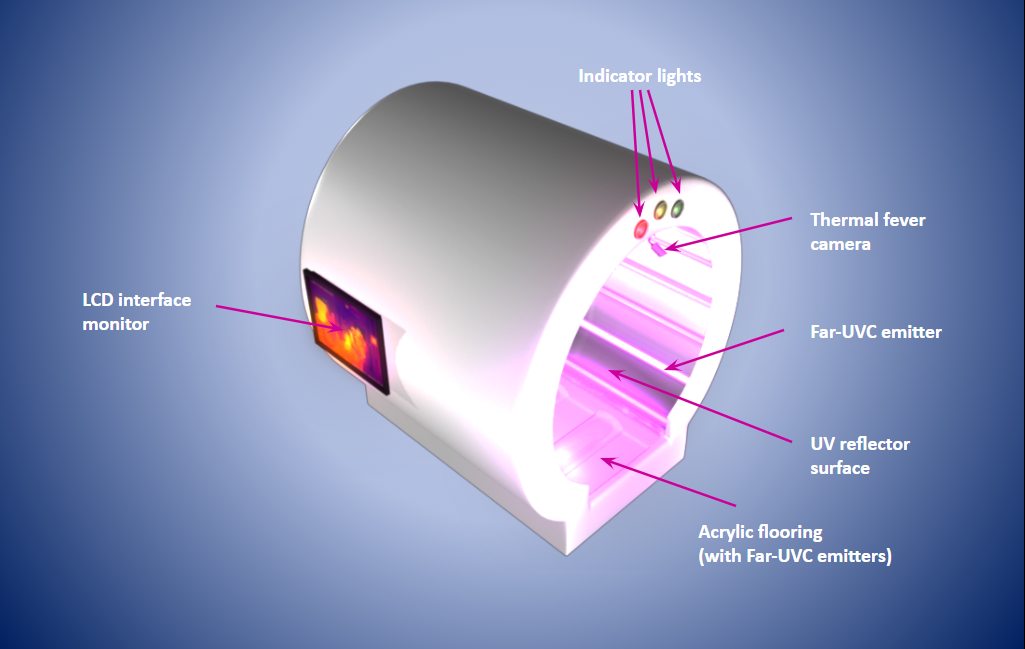 Indicator lights
Thermal fever
camera
LCD interface
monitor
Far-UVC emitter
UV reflector
surface
Acrylic flooring
(with Far-UVC emitters)